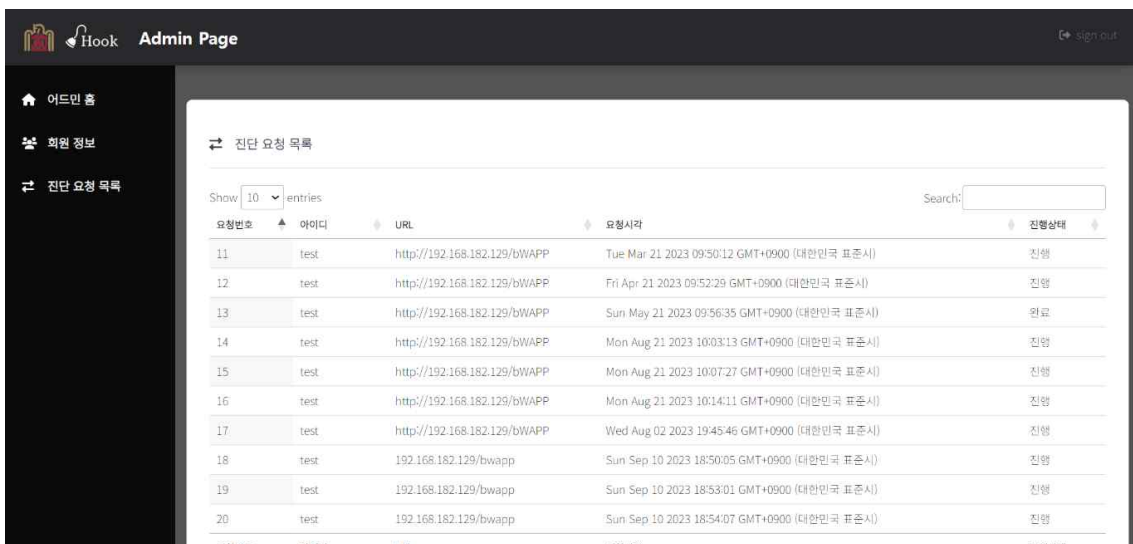 Hook Admin Page
sign out
어드민 홈
회원 정보
진단 요청 목록
진단 요청 목록
Show 10 entries
Search:
요청번호 아이디 URL 요청시각 진행상태
11 test http://192.168.182.129/bWAPP Tue Mar 21 2023 09:50:12 GMT+0900 (대한민국 표준시) 진행
12 test http://192.168.182.129/bWAPP Fri Apr 21 2023 09:52:29 GMT+0900 (대한민국 표준시) 진행
13 test http://192.168.182.129/bWAPP Sun May 21 2023 09:56:35 GMT+0900 (대한민국 표준시) 완료
14 test http://192.168.182.129/bWAPP Mon Aug 21 2023 10:03:13 GMT+0900 (대한민국 표준시) 진행
15 test http://192.168.182.129/bWAPP Mon Aug 21 2023 10:07:27 GMT+0900 (대한민국 표준시) 진행
16 test http://192.168.182.129/bWAPP Mon Aug 21 2023 10:14:11 GMT+0900 (대한민국 표준시) 진행
17 test http://192.168.182.129/bWAPP Wed Aug 02 2023 19:45:46 GMT+0900 (대한민국 표준시) 진행
18 test 192.168.182.129/bwapp Sun Sep 10 2023 18:50:05 GMT+0900 (대한민국 표준시) 진행
19 test 192.168.182.129/bwapp Sun Sep 10 2023 18:53:01 GMT+0900 (대한민국 표준시) 진행
20 test 192.168.182.129/bwapp Sun Sep 10 2023 18:54:07 GMT+0900 (대한민국 표준시) 진행